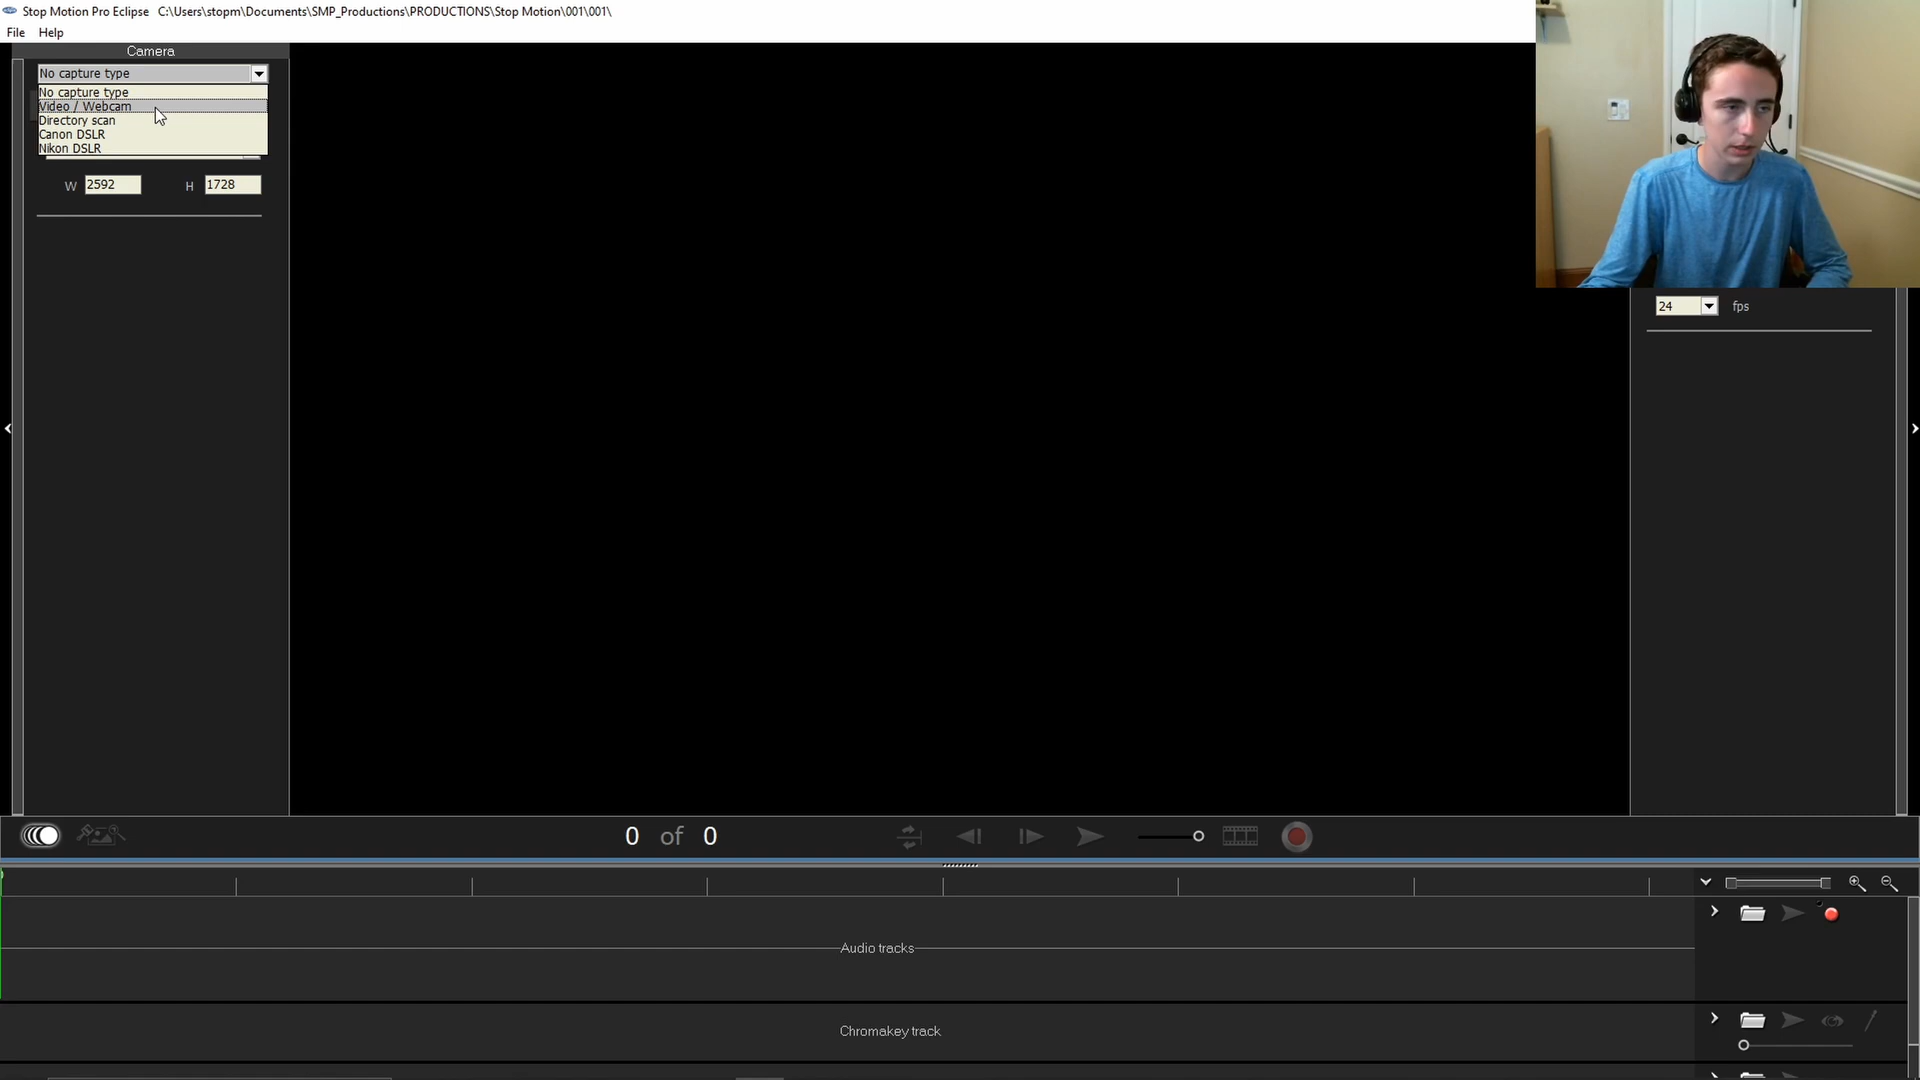 Stop Motion Pro Eclipse C:\Users\stopm\Documents\SMP_Productions\PRODUCTIONS\Stop Motion\001\001\
File Help
Camera
No capture type
No capture type
Video / Webcam
Directory scan
Canon DSLR
Nikon DSLR
W 2592 H 1728
24 fps
0 of 0
Audio tracks
Chromakey track